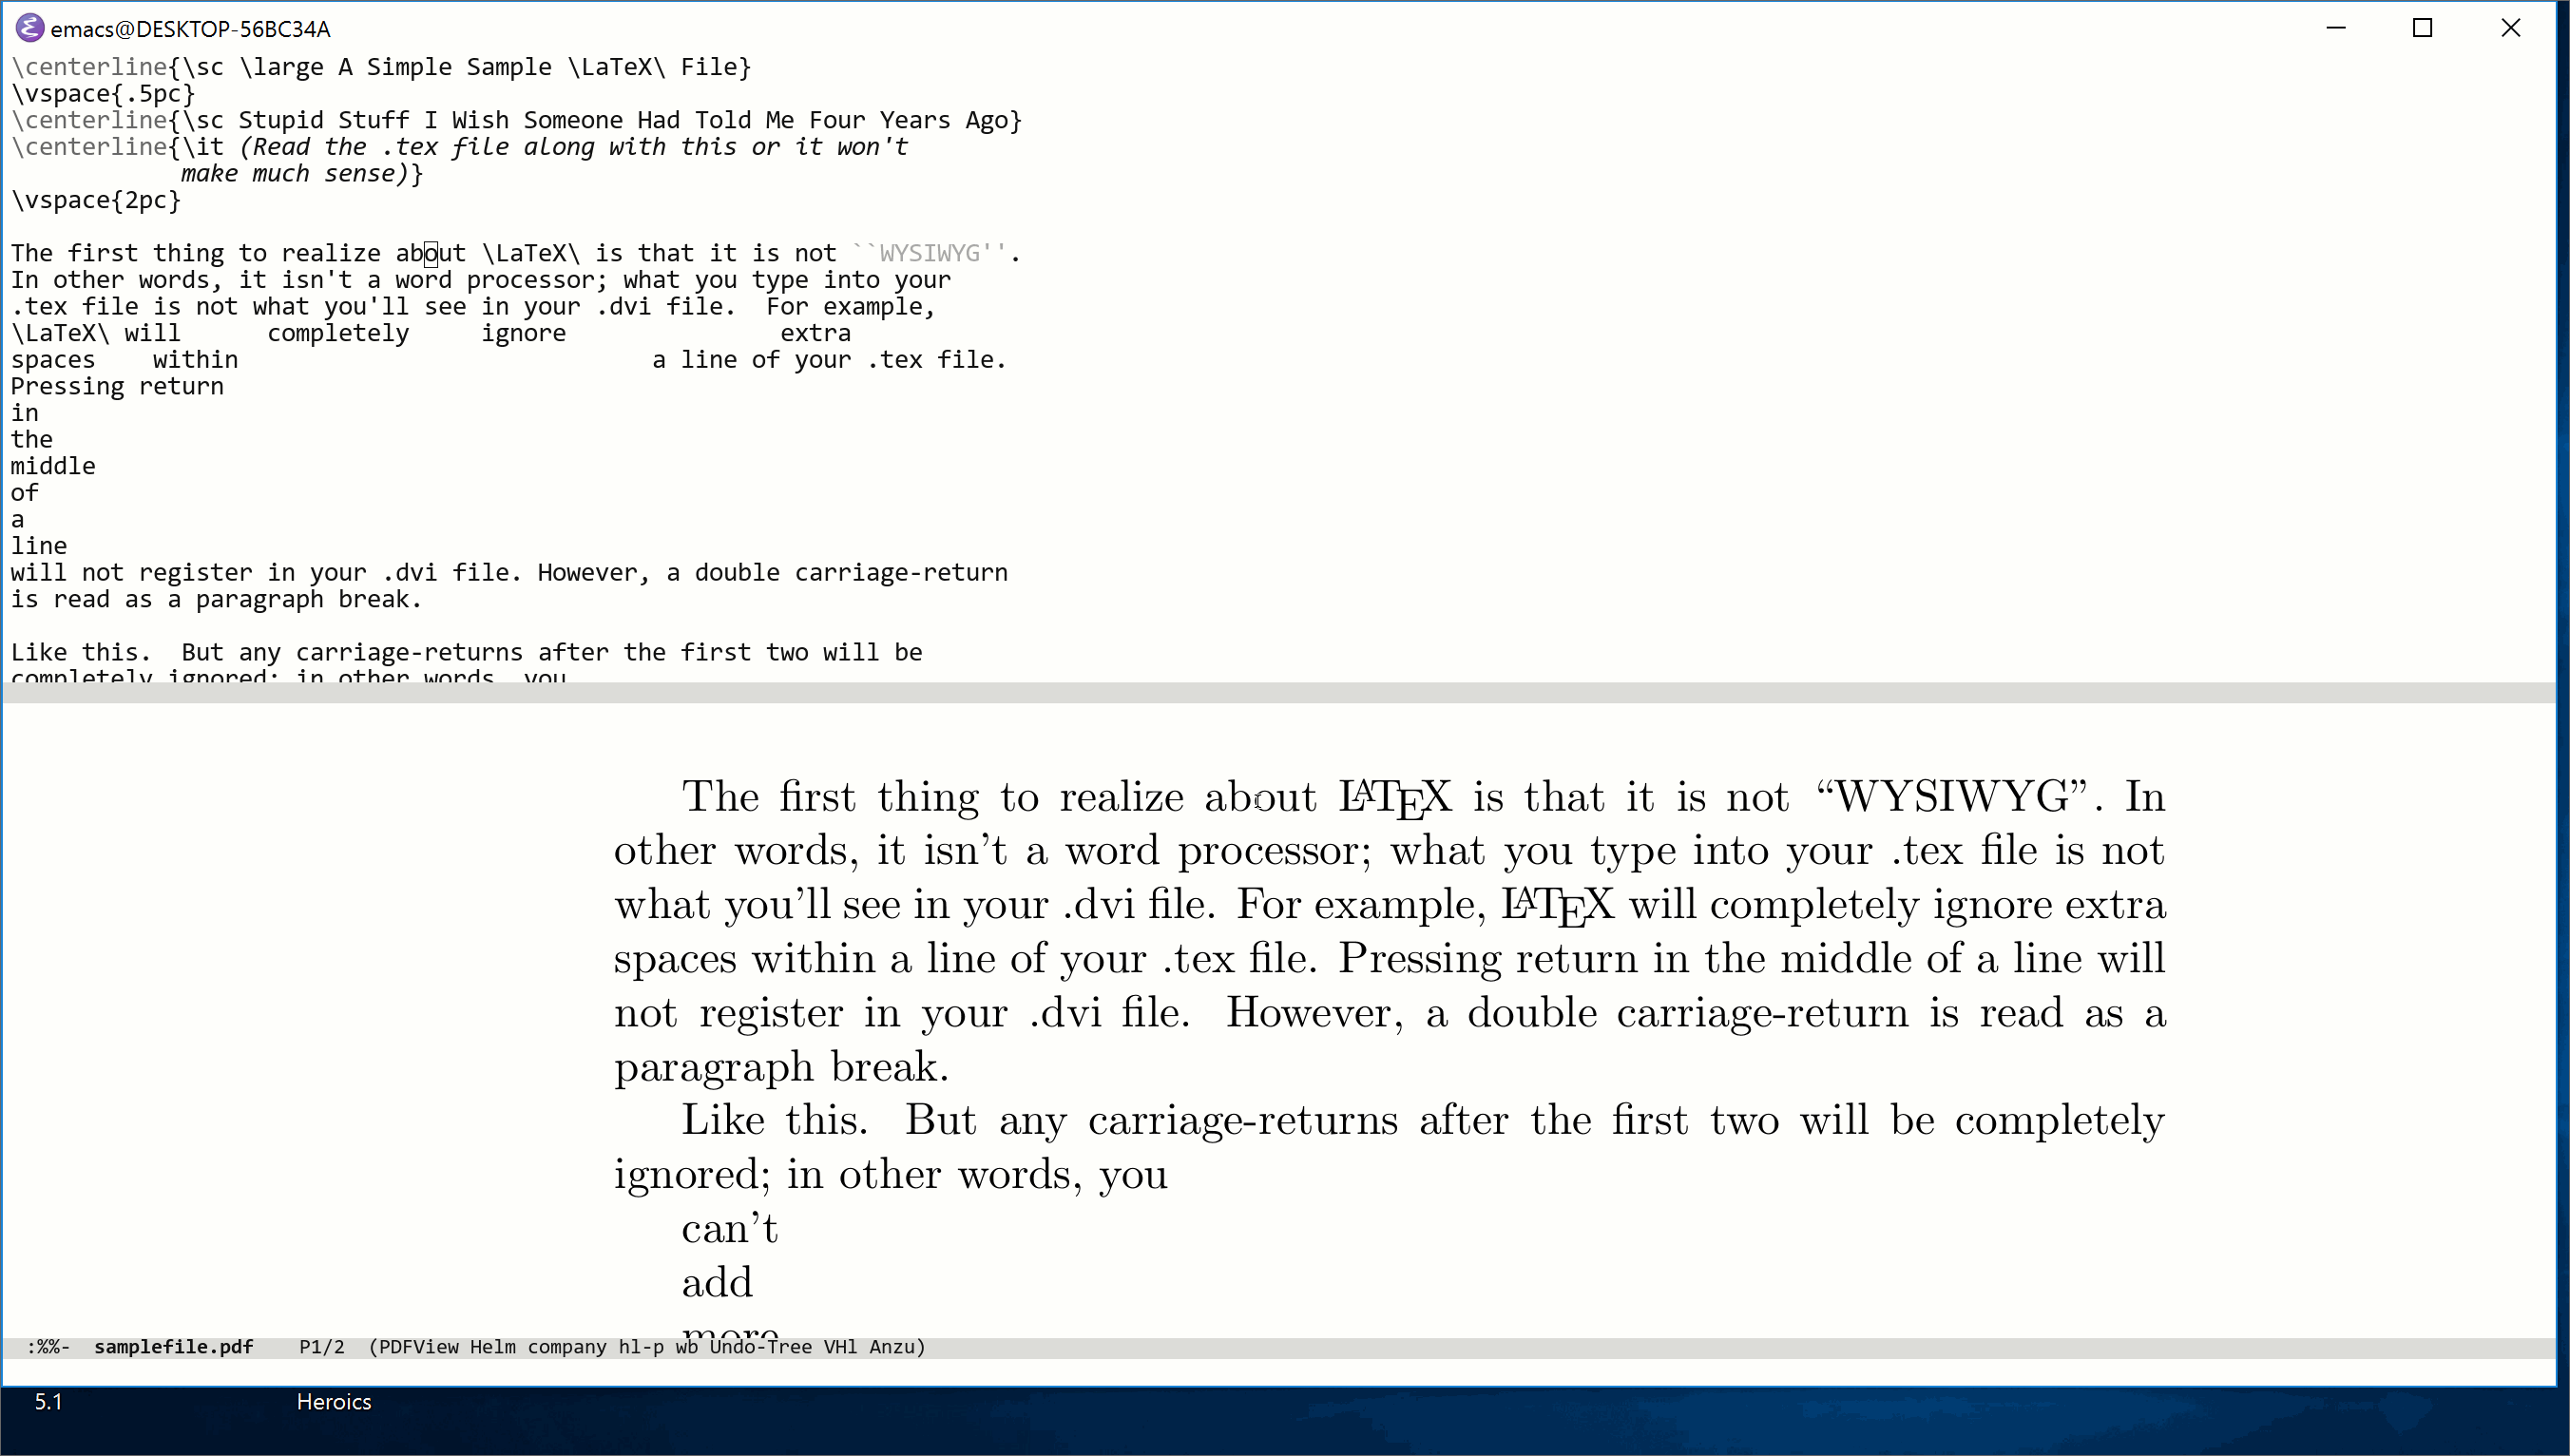 emacs@DESKTOP-56BC34A
\centerline{\sc \large A Simple Sample \LaTeX\ File}
\vspace{.5pc}
\centerline{\sc Stupid Stuff I Wish Someone Had Told Me Four Years Ago}
\centerline{\it (Read the .tex file along with this or it won't
make much sense)}
\vspace{2pc}
The first thing to realize about \LaTeX\ is that it is not ``WYSIWYG''.
In other words, it isn't a word processor; what you type into your
.tex file is not what you'll see in your .dvi file.  For example,
\LaTeX\ will      completely     ignore               extra
spaces    within                             a line of your .tex file.
Pressing return
in
the
middle
of
a
line
will not register in your .dvi file. However, a double carriage-return
is read as a paragraph break.
Like this.  But any carriage-returns after the first two will be
completely ignored; in other words, you
The first thing to realize about LATEX is that it is not “WYSIWYG”. In
other words, it isn’t a word processor; what you type into your .tex file is not
what you’ll see in your .dvi file. For example, LATEX will completely ignore extra
spaces within a line of your .tex file. Pressing return in the middle of a line will
not register in your .dvi file. However, a double carriage-return is read as a
paragraph break.
Like this. But any carriage-returns after the first two will be completely
ignored; in other words, you
can’t
add
more
:%%-  samplefile.pdf    P1/2  (PDFView Helm company hl-p wb Undo-Tree VHl Anzu)
5.1 Heroics